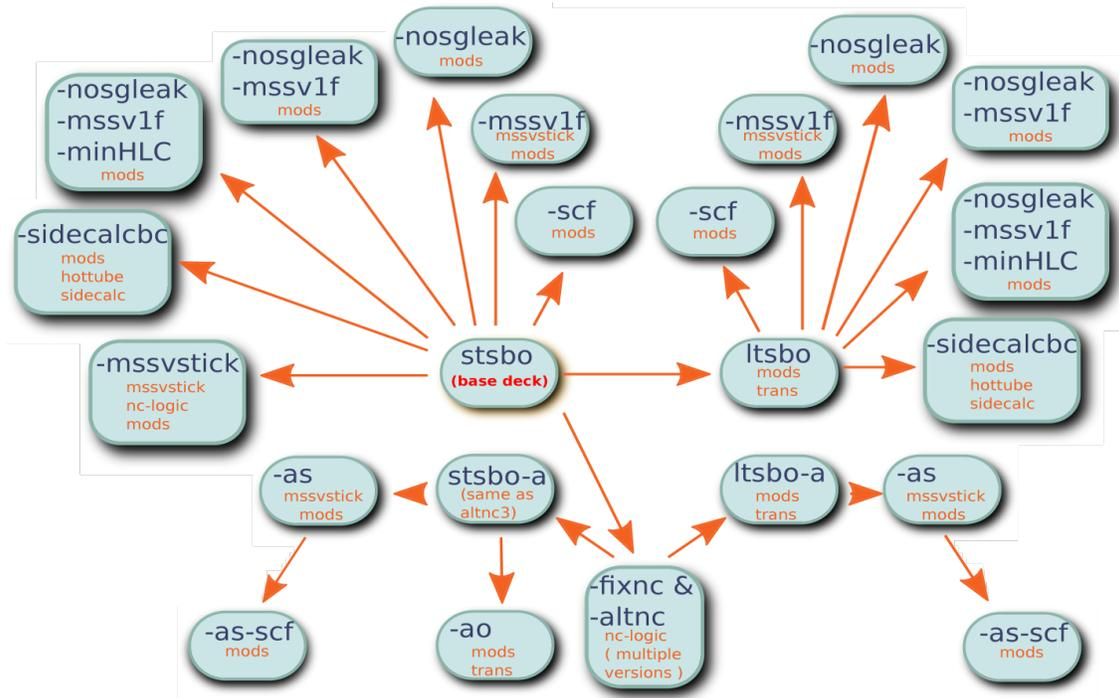 -nosgleak
mods
-nosgleak
mods
-nosgleak
-mssv1f
mods
-nosgleak
-mssv1f
mods
-nosgleak
-mssv1f
-minHLC
mods
-mssv1f
mssvstick
mods
-mssv1f
mssvstick
mods
-scf
mods
-scf
mods
-nosgleak
-mssv1f
-minHLC
mods
-sidecalcbc
mods
hottube
sidecalc
-mssvstick
mssvstick
nc-logic
mods
stsbo
(base deck)
ltsbo
mods
trans
-sidecalcbc
mods
hottube
sidecalc
-as
mssvstick
mods
stsbo-a
(same as
altnc3)
ltsbo-a
mods
trans
-as
mssvstick
mods
-as-scf
mods
-ao
mods
trans
-fixnc &
-altnc
nc-logic
( multiple
versions )
-as-scf
mods